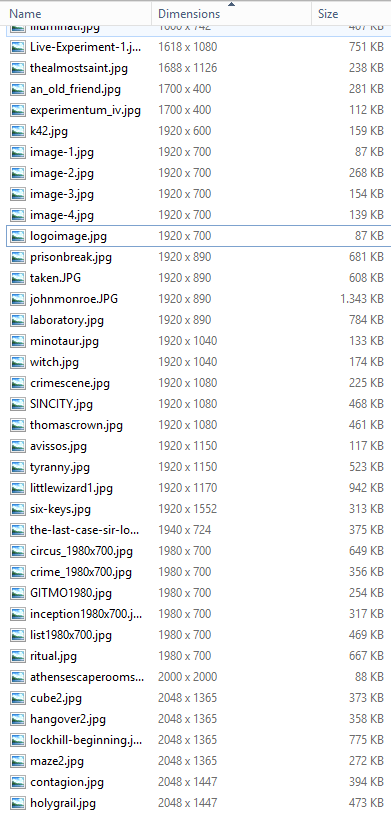 Name Dimensions Size
illuminati.jpg 1600 x 742 407 KB
Live-Experiment-1.j... 1618 x 1080 751 KB
thealmostsaint.jpg 1688 x 1126 238 KB
an_old_friend.jpg 1700 x 400 281 KB
experimentum_iv.jpg 1700 x 400 112 KB
k42.jpg 1920 x 600 159 KB
image-1.jpg 1920 x 700 87 KB
image-2.jpg 1920 x 700 268 KB
image-3.jpg 1920 x 700 154 KB
image-4.jpg 1920 x 700 139 KB
logoimage.jpg 1920 x 700 87 KB
prisonbreak.jpg 1920 x 890 681 KB
taken.JPG 1920 x 890 608 KB
johnmonroe.JPG 1920 x 890 1.343 KB
laboratory.jpg 1920 x 890 784 KB
minotaur.jpg 1920 x 1040 133 KB
witch.jpg 1920 x 1040 174 KB
crimescene.jpg 1920 x 1080 225 KB
SINCITY.jpg 1920 x 1080 468 KB
thomascrown.jpg 1920 x 1080 461 KB
avissos.jpg 1920 x 1150 117 KB
tyranny.jpg 1920 x 1150 523 KB
littlewizard1.jpg 1920 x 1170 942 KB
six-keys.jpg 1920 x 1552 313 KB
the-last-case-sir-lo... 1940 x 724 375 KB
circus_1980x700.jpg 1980 x 700 649 KB
crime_1980x700.jpg 1980 x 700 356 KB
GITMO1980.jpg 1980 x 700 254 KB
inception1980x700.j... 1980 x 700 317 KB
list1980x700.jpg 1980 x 700 469 KB
ritual.jpg 1980 x 700 667 KB
athensescaperooms... 2000 x 2000 88 KB
cube2.jpg 2048 x 1365 373 KB
hangover2.jpg 2048 x 1365 358 KB
lockhill-beginning.j... 2048 x 1365 775 KB
maze2.jpg 2048 x 1365 272 KB
contagion.jpg 2048 x 1447 394 KB
holygrail.jpg 2048 x 1447 473 KB